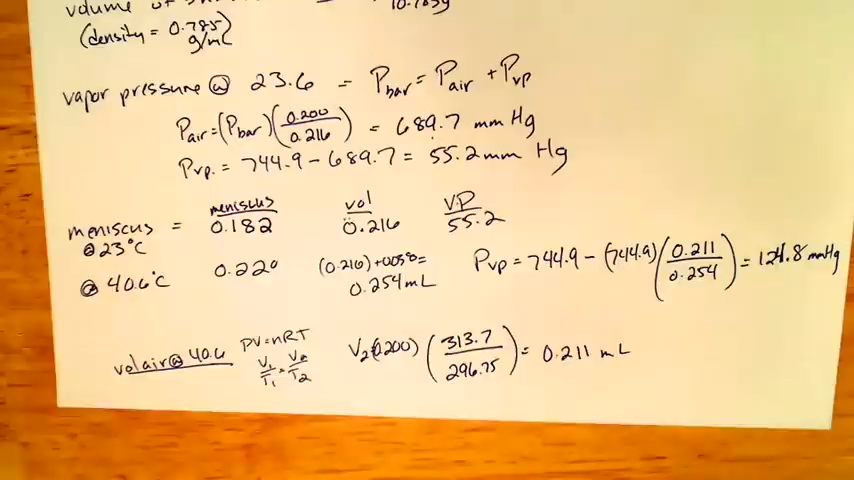 volume of
10.785g
(density = 0.785)
g/mL
vapor pressure @ 23.6 = Pbar = Pair + Pvp
Pair = (Pbar) (0.200/0.216) = 689.7 mm Hg
Pvp. = 744.9 - 689.7 = 55.2 mm Hg
meniscus vol VP
meniscus = 0.182 0.216 55.2
@ 23°C
@ 40.6°C 0.220 (0.216)+0.038= Pvp = 744.9 - (744.9) (0.211/0.254) = 124.8 mmHg
0.254 mL
vol air @ 40.6 PV=nRT V2=(0.200) (313.7/296.75) = 0.211 mL
V1/T1 = V2/T2